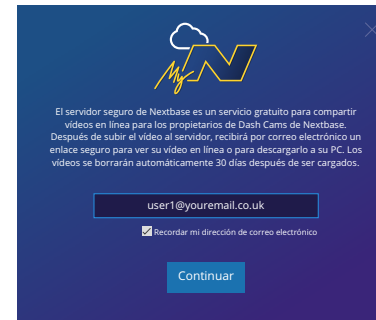 My N
El servidor seguro de Nextbase es un servicio gratuito para compartir
vídeos en línea para los propietarios de Dash Cams de Nextbase.
Después de subir el vídeo al servidor, recibirá por correo electrónico un
enlace seguro para ver su vídeo en línea o para descargarlo a su PC. Los
vídeos se borrarán automáticamente 30 días después de ser cargados.
user1@youremail.co.uk
Recordar mi dirección de correo electrónico
Continuar